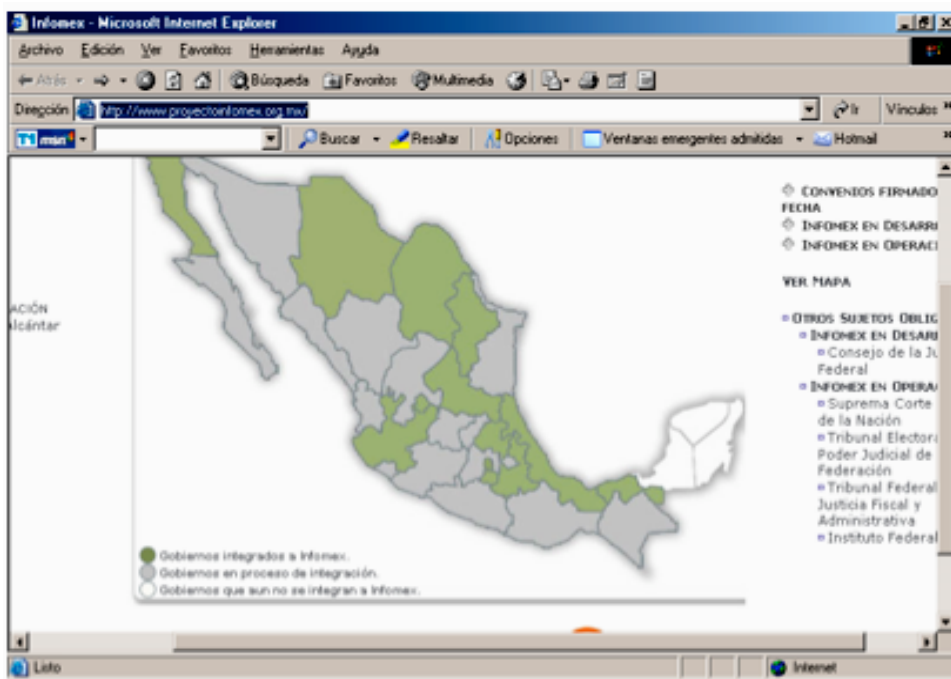 Infomex - Microsoft Internet Explorer
Archivo Edición Ver Favoritos Herramientas Ayuda
Atrás Búsqueda Favoritos Multimedia
Dirección http://www.proyectoinfomex.org.mx/ Ir Vínculos »
msn Buscar Resaltar Opciones Ventanas emergentes admitidas Hotmail »
CONVENIOS FIRMADO
FECHA
INFOMEX EN DESARR
INFOMEX EN OPERACI
VER MAPA
ACIÓN
lcántar
OTROS SUJETOS OBLIG
INFOMEX EN DESARR
Consejo de la Ju
Federal
INFOMEX EN OPERA
Suprema Corte
de la Nación
Tribunal Electora
Poder Judicial de
Federación
Tribunal Federal
Justicia Fiscal y
Administrativa
Instituto Federal
Gobiernos integrados a Infomex.
Gobiernos en proceso de integración.
Gobiernos que aun no se integran a Infomex.
Listo Internet